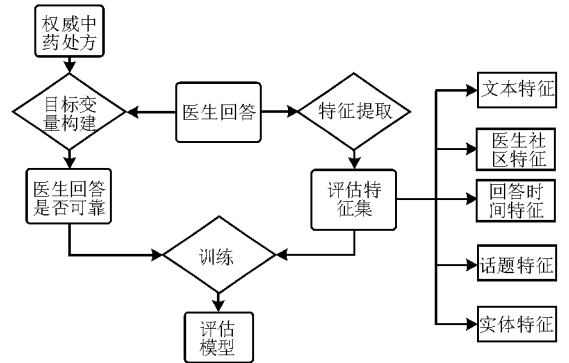 权威中
药处方
目标变
量构建
医生回答
特征提取
文本特征
医生社
区特征
医生回答
是否可靠
评估特
征集
回答时
间特征
训练
话题特征
评估
模型
实体特征